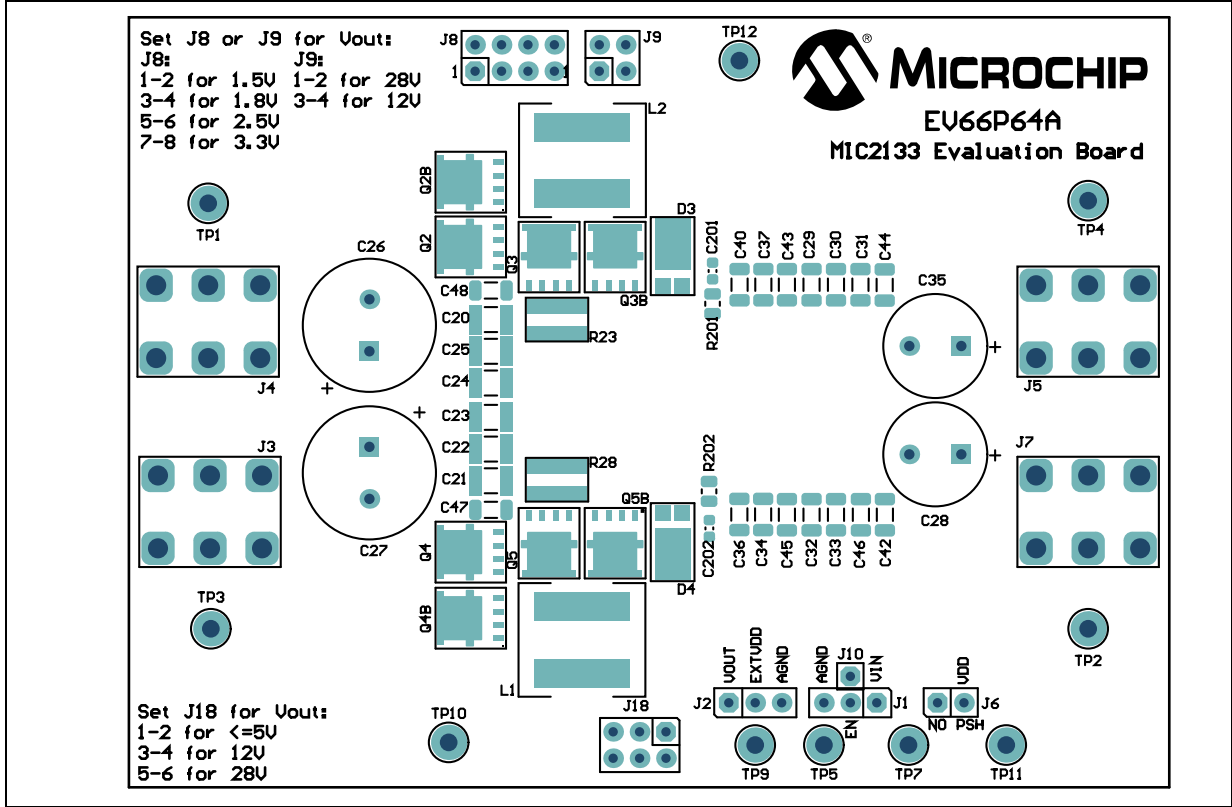 Set J8 or J9 for Vout:
J8: J9:
1-2 for 1.5V 1-2 for 28V
3-4 for 1.8V 3-4 for 12V
5-6 for 2.5V
7-8 for 3.3V
J8
1
1
J9
TP12
®
MICROCHIP
EV66P64A
MIC2133 Evaluation Board
L2
Q2B
Q2
TP1
C26
+
J4
Q3
Q3B
D3
C201
R201
C40
C37
C43
C29
C30
C31
C44
C35
+
TP4
J5
C48
C20
C25
C24
C23
C22
C21
C47
R23
R28
J3
+
C27
Q4
Q4B
Q5
Q5B
D4
R202
C202
C36
C34
C45
C32
C33
C46
C42
+
C28
J7
TP3
TP2
L1
J18
VOUT
EXTVDD
AGND
J2
AGND
J10
VIN
J1
EN
VDD
J6
NO PSH
TP10
TP9
TP5
TP7
TP11
Set J18 for Vout:
1-2 for <=5V
3-4 for 12V
5-6 for 28V